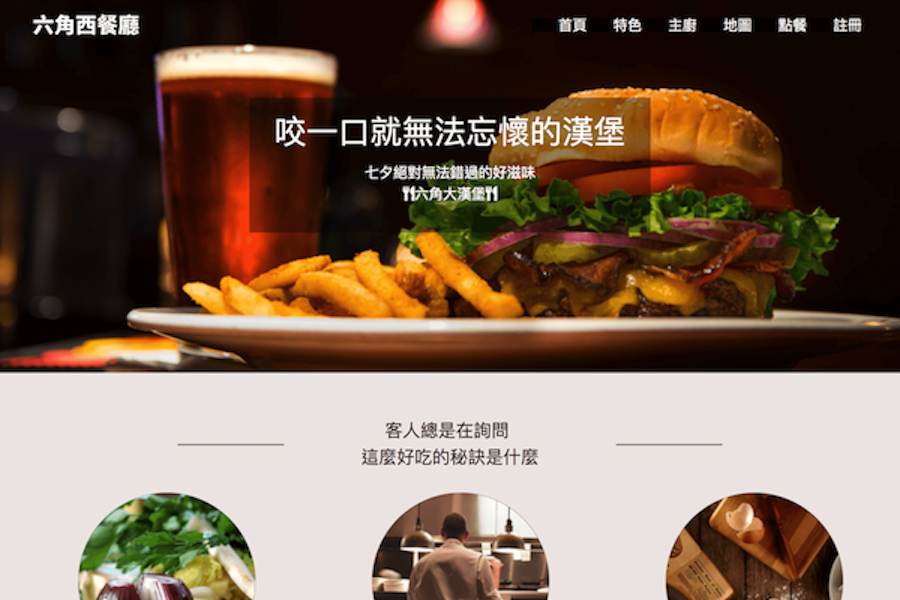 六角西餐廳
首頁 特色 主廚 地圖 點餐 註冊
咬一口就無法忘懷的漢堡
七夕絕對無法錯過的好滋味
🍴六角大漢堡🍴
客人總是在詢問
這麼好吃的秘訣是什麼